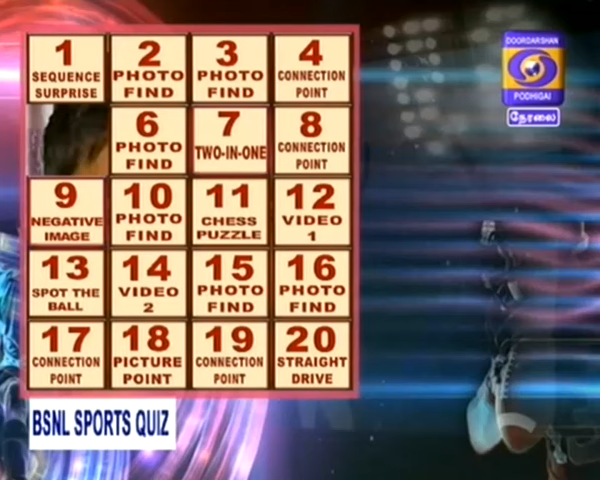 1
SEQUENCE
SURPRISE
2
PHOTO
FIND
3
PHOTO
FIND
4
CONNECTION
POINT
DOORDARSHAN
PODHIGAI
நேரலை
6
PHOTO
FIND
7
TWO-IN-ONE
8
CONNECTION
POINT
9
NEGATIVE
IMAGE
10
PHOTO
FIND
11
CHESS
PUZZLE
12
VIDEO
1
13
SPOT THE
BALL
14
VIDEO
2
15
PHOTO
FIND
16
PHOTO
FIND
17
CONNECTION
POINT
18
PICTURE
POINT
19
CONNECTION
POINT
20
STRAIGHT
DRIVE
BSNL SPORTS QUIZ